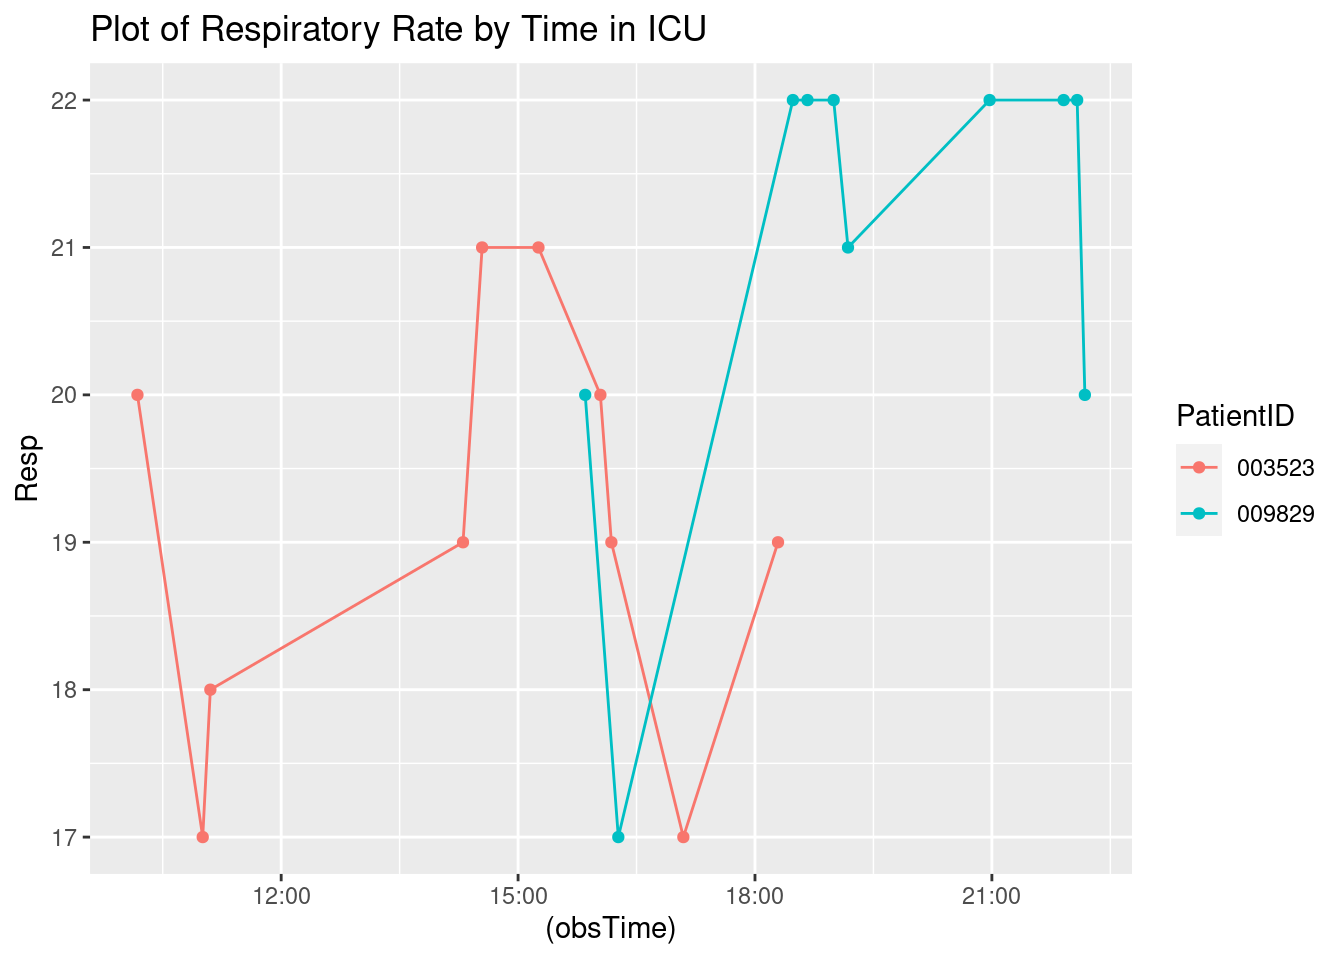 Plot of Respiratory Rate by Time in ICU
22
21
20
19
18
17
Resp
12:00 15:00 18:00 21:00
(obsTime)
PatientID
003523
009829